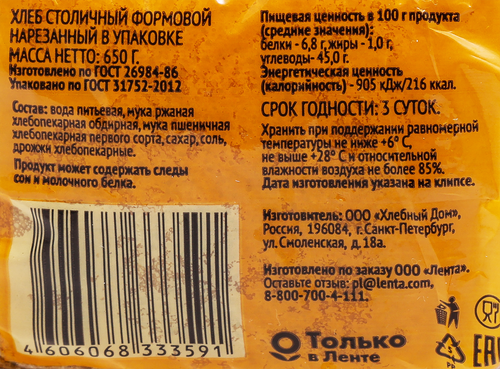 ХЛЕБ СТОЛИЧНЫЙ ФОРМОВОЙ
НАРЕЗАННЫЙ В УПАКОВКЕ
МАССА НЕТТО: 650 Г.
Изготовлено по ГОСТ 26984-86
Упаковано по ГОСТ 31752-2012
Состав: вода питьевая, мука ржаная
хлебопекарная обдирная, мука пшеничная
хлебопекарная первого сорта, сахар, соль,
дрожжи хлебопекарные.
Продукт может содержать следы
сои и молочного белка.
4 606068 333591
Пищевая ценность в 100 г продукта
(средние значения):
белки - 6,8 г, жиры - 1,0 г,
углеводы- 45,0 г.
Энергетическая ценность
(калорийность) - 905 кДж/216 ккал.
СРОК ГОДНОСТИ: 3 СУТОК.
Хранить при поддержании равномерной
температуры не ниже +6° С,
не выше +28° С и относительной
влажности воздуха не более 85%.
Дата изготовления указана на клипсе.
Изготовитель: ООО «Хлебный Дом»,
Россия, 196084, г. Санкт-Петербург,
ул. Смоленская, д. 18а.
Изготовлено по заказу ООО «Лента».
Оставьте отзыв: pl@lenta.com,
8-800-700-4-111.
Только
в Ленте
EAC